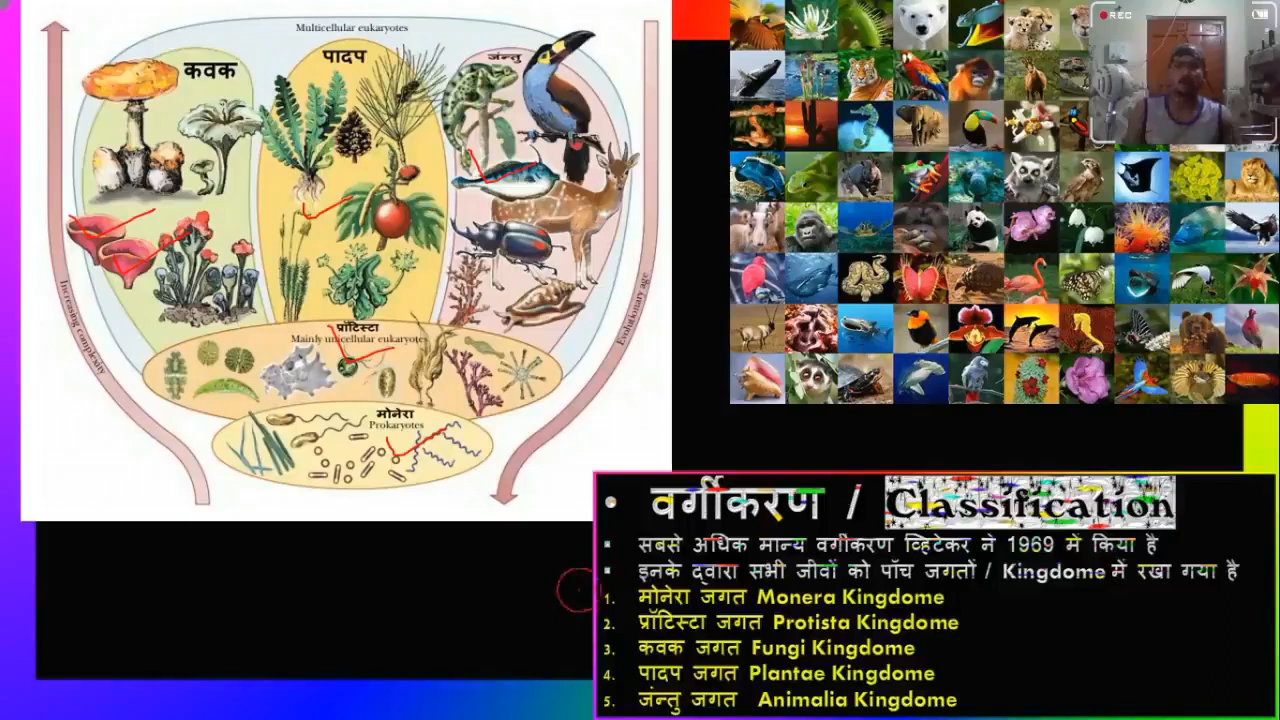 Multicellular eukaryotes
कवक
पादप
जंन्तु
Increasing complexity
Evolutionary age
प्रॉटिस्टा
Mainly unicellular eukaryotes
मोनेरा
Prokaryotes
REC
• वर्गीकरण / Classification
▪ सबसे अधिक मान्य वर्गीकरण व्हिटेकर ने 1969 में किया है
▪ इनके द्वारा सभी जीवों को पॉच जगतों / Kingdome में रखा गया है
1. मोनेरा जगत Monera Kingdome
2. प्रॉटिस्टा जगत Protista Kingdome
3. कवक जगत Fungi Kingdome
4. पादप जगत Plantae Kingdome
5. जंन्तु जगत Animalia Kingdome